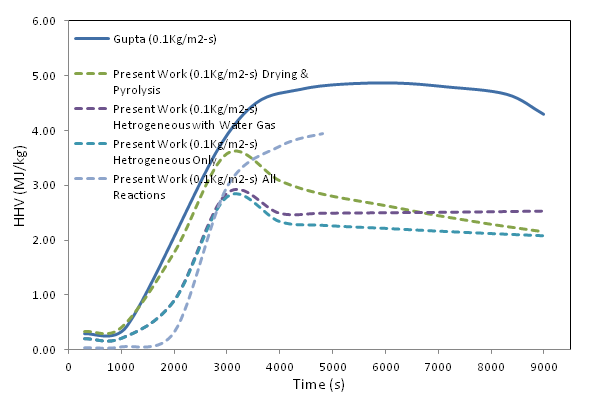 6.00
5.00
4.00
3.00
2.00
1.00
0.00
HHV (MJ/kg)
Gupta (0.1Kg/m2-s)
Present Work (0.1Kg/m2-s) Drying &
Pyrolysis
Present Work (0.1Kg/m2-s)
Hetrogeneous with Water Gas
Present Work (0.1Kg/m2-s)
Hetrogeneous Only
Present Work (0.1Kg/m2-s) All
Reactions
0 1000 2000 3000 4000 5000 6000 7000 8000 9000
Time (s)